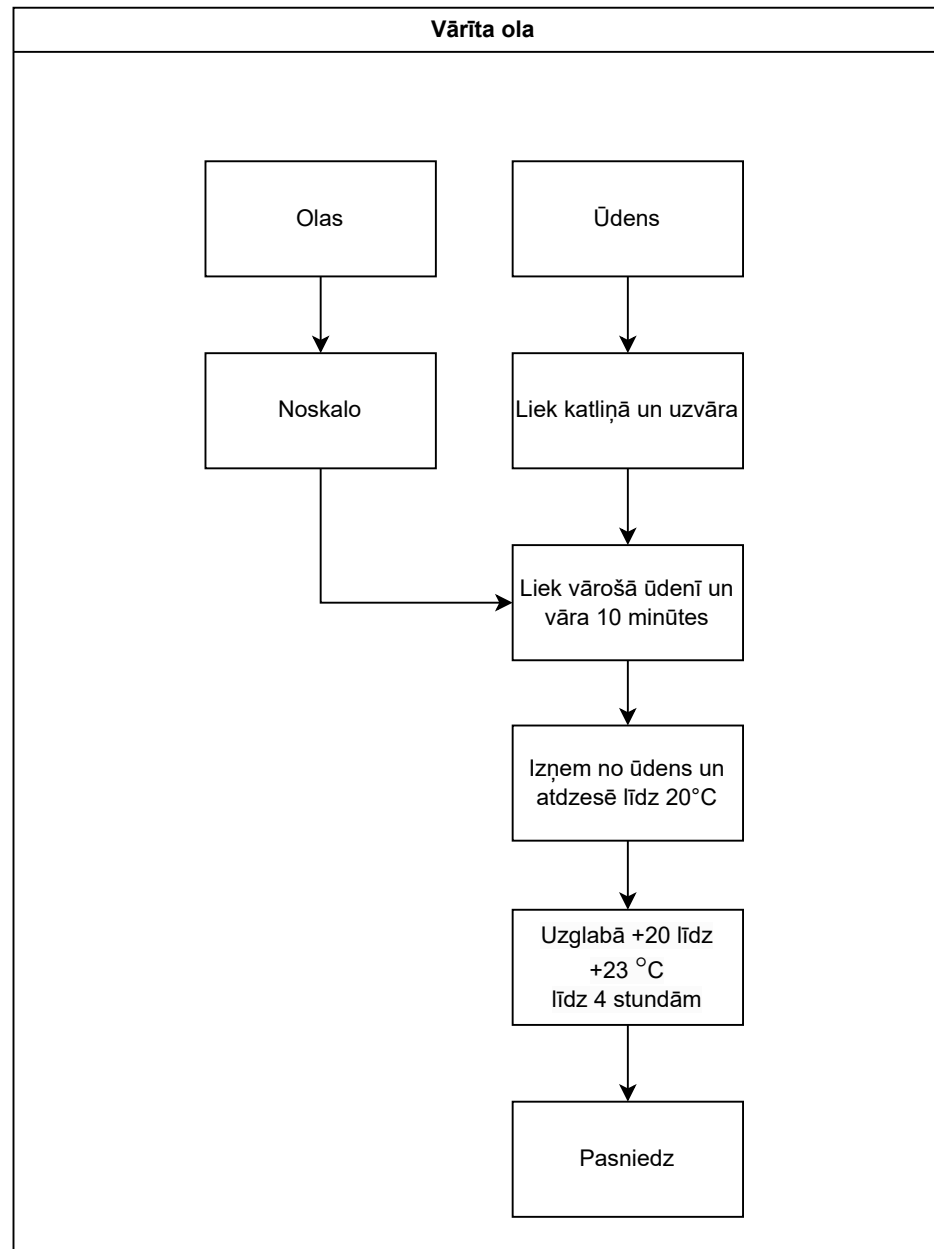 Vārīta ola
Olas
Ūdens
Noskalo
Liek katliņā un uzvāra
Liek vārošā ūdenī un
vāra 10 minūtes
Izņem no ūdens un
atdzesē līdz 20°C
Uzglabā +20 līdz
+23 °C
līdz 4 stundām
Pasniedz